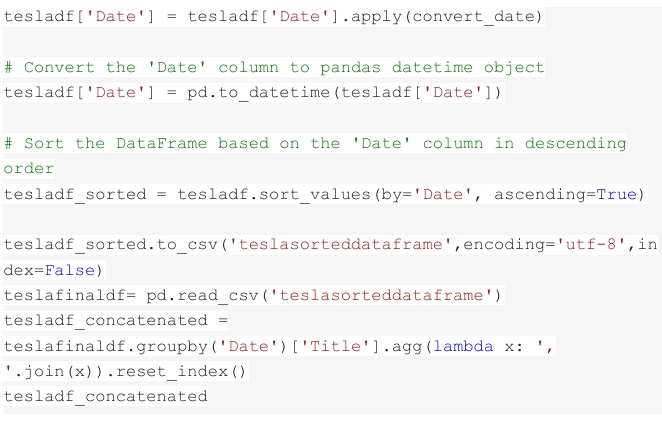 tesladf['Date'] = tesladf['Date'].apply(convert_date)
# Convert the 'Date' column to pandas datetime object
tesladf['Date'] = pd.to_datetime(tesladf['Date'])
# Sort the DataFrame based on the 'Date' column in descending
order
tesladf_sorted = tesladf.sort_values(by='Date', ascending=True)
tesladf_sorted.to_csv('teslasorteddataframe',encoding='utf-8',in
dex=False)
teslafinaldf= pd.read_csv('teslasorteddataframe')
tesladf_concatenated =
teslafinaldf.groupby('Date')['Title'].agg(lambda x: ',
'.join(x)).reset_index()
tesladf_concatenated